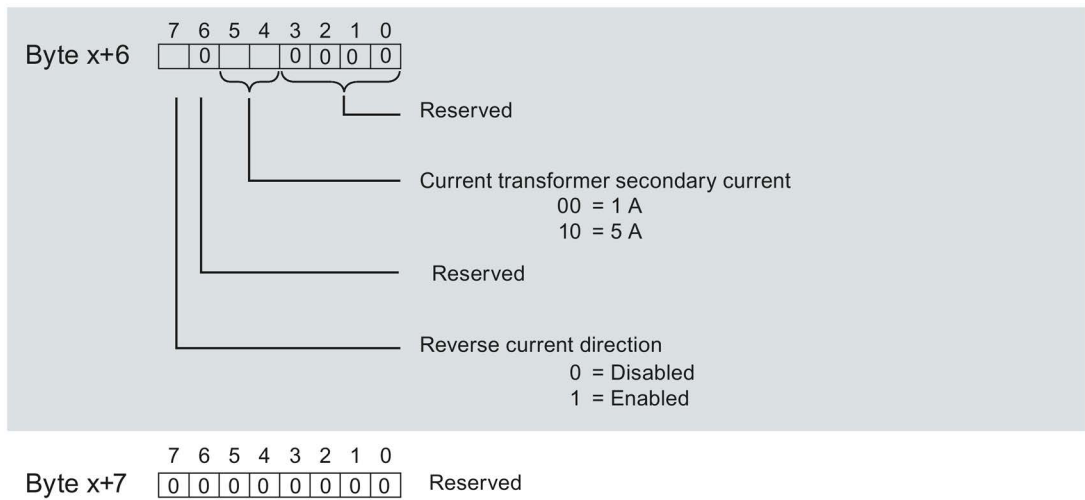 7 6 5 4 3 2 1 0
Byte x+6 0 0 0 0 0
Reserved
Current transformer secondary current
00 = 1 A
10 = 5 A
Reserved
Reverse current direction
0 = Disabled
1 = Enabled
7 6 5 4 3 2 1 0
Byte x+7 0 0 0 0 0 0 0 0 Reserved